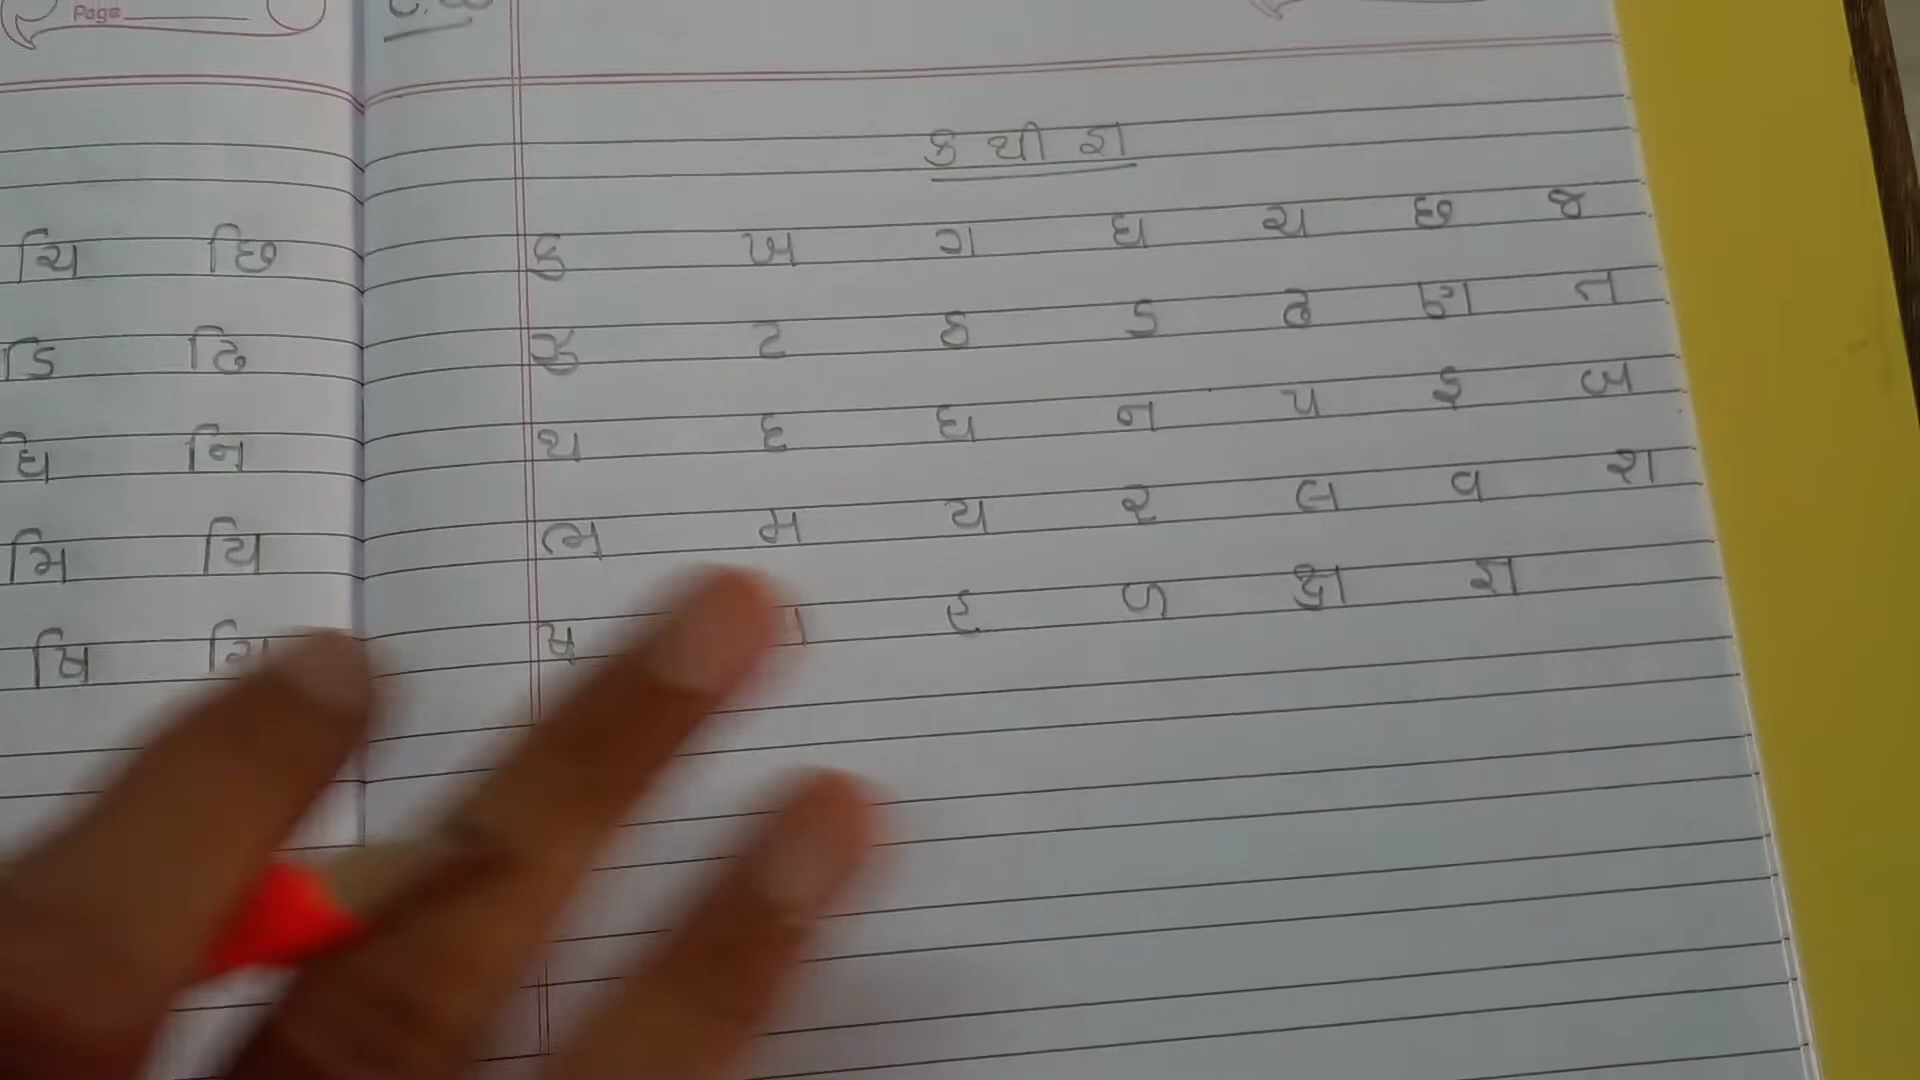 Page
ચિ છિ
ડિ ઢિ
ધિ નિ
મિ યિ
ષિ
ક થી જ્ઞ
ક ખ ગ ઘ ચ છ જ
ઝ ટ ઠ ડ ઢ ણ ત
થ દ ધ ન પ ફ બ
ભ મ ય ર લ વ શ
ષ હ ળ ક્ષ જ્ઞ